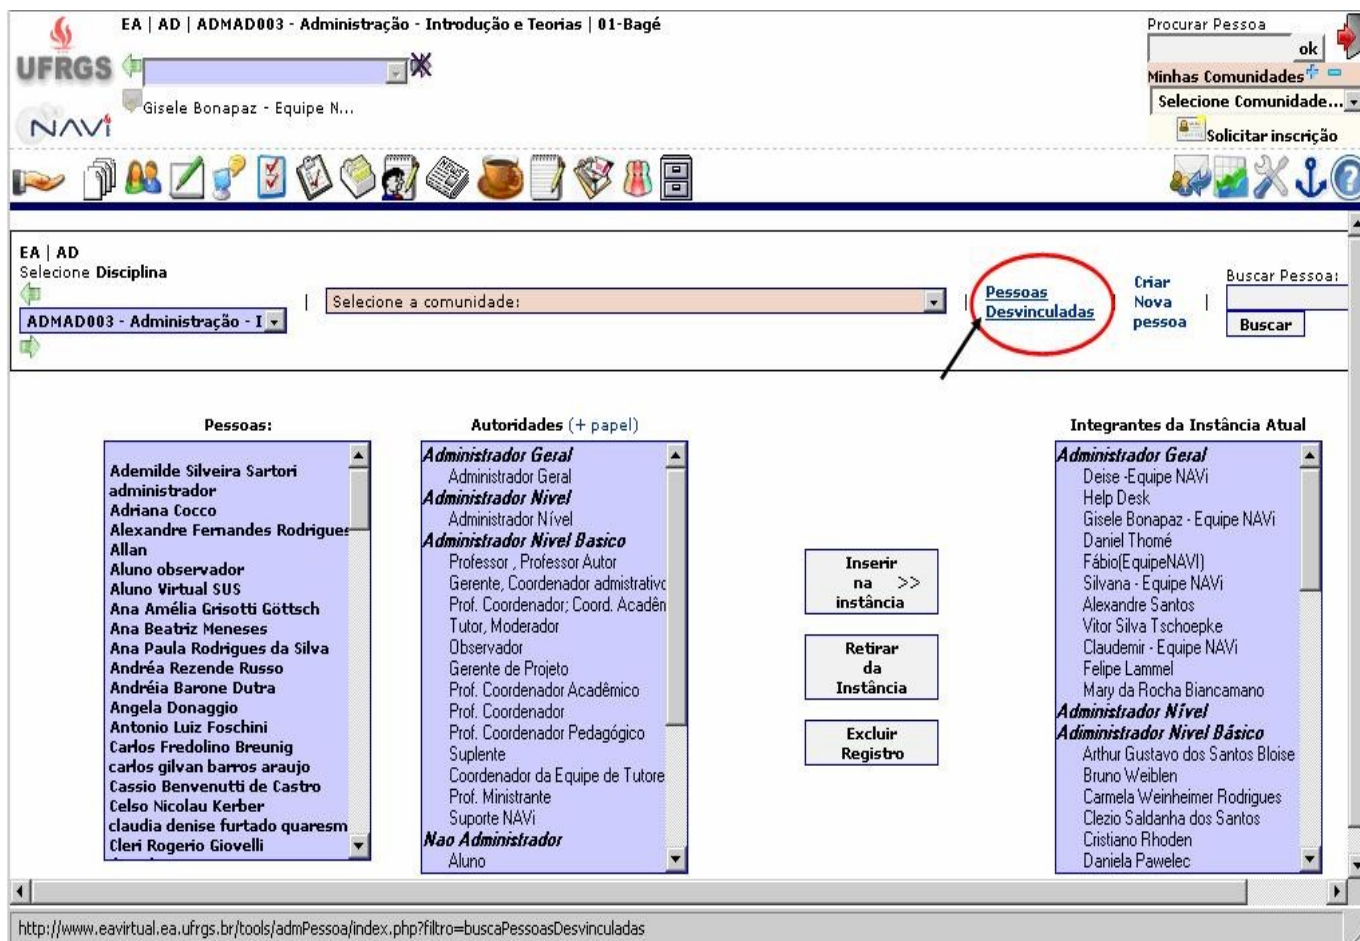 EA | AD | ADMAD003 - Administração - Introdução e Teorias | 01-Bagé
UFRGS
NAVi
Gisele Bonapaz - Equipe N...
Procurar Pessoa
ok
Minhas Comunidades
Selecione Comunidade...
Solicitar inscrição
EA | AD
Selecione Disciplina
ADMAD003 - Administração - I
|
Selecione a comunidade:
|
Pessoas
Desvinculadas
|
Criar
Nova
pessoa
|
Buscar Pessoa:
Buscar
Pessoas:
Ademilde Silveira Sartori
administrador
Adriana Cocco
Alexandre Fernandes Rodrigues
Allan
Aluno observador
Aluno Virtual SUS
Ana Amélia Grisotti Göttsch
Ana Beatriz Meneses
Ana Paula Rodrigues da Silva
Andréa Rezende Russo
Andréia Barone Dutra
Angela Donaggio
Antonio Luiz Foschini
Carlos Fredolino Breunig
carlos gilvan barros araujo
Cassio Benvenutti de Castro
Celso Nicolau Kerber
claudia denise furtado quaresm
Cleri Rogerio Giovelli
Autoridades (+ papel)
Administrador Geral
Administrador Geral
Administrador Nivel
Administrador Nível
Administrador Nivel Basico
Professor , Professor Autor
Gerente, Coordenador admistrativo
Prof. Coordenador; Coord. Acadên
Tutor, Moderador
Observador
Gerente de Projeto
Prof. Coordenador Acadêmico
Prof. Coordenador
Prof. Coordenador Pedagógico
Suplente
Coordenador da Equipe de Tutore
Prof. Ministrante
Suporte NAVi
Nao Administrador
Aluno
Inserir
na >>
instância
Retirar
da
Instância
Excluir
Registro
Integrantes da Instância Atual
Administrador Geral
Deise -Equipe NAVi
Help Desk
Gisele Bonapaz - Equipe NAVi
Daniel Thomé
Fábio(EquipeNAVI)
Silvana - Equipe NAVi
Alexandre Santos
Vitor Silva Tschoepke
Claudemir - Equipe NAVi
Felipe Lammel
Mary da Rocha Biancamano
Administrador Nível
Administrador Nivel Básico
Arthur Gustavo dos Santos Bloise
Bruno Weiblen
Carmela Weinheimer Rodrigues
Clezio Saldanha dos Santos
Cristiano Rhoden
Daniela Pawelec
http://www.eavirtual.ea.ufrgs.br/tools/admPessoa/index.php?filtro=buscaPessoasDesvinculadas